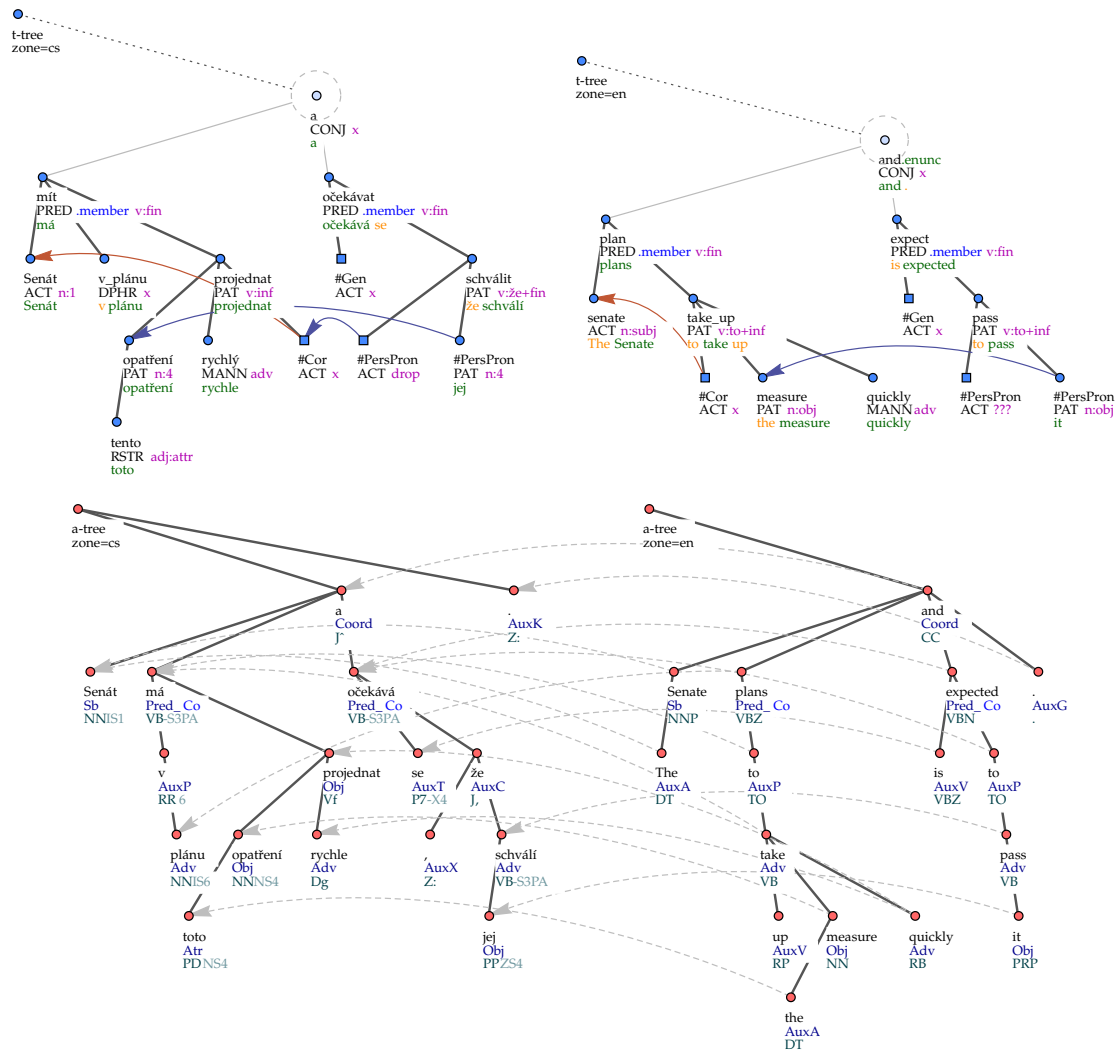 t-tree
zone=cs
a
CONJ x
a
mít
PRED .member v:fin
má
očekávat
PRED .member v:fin
očekává se
Senát
ACT n:1
Senát
v_plánu
DPHR x
v plánu
projednat
PAT v:inf
projednat
#Gen
ACT x
schválit
PAT v:že+fin
že schválí
opatření
PAT n:4
opatření
rychlý
MANN adv
rychle
#Cor
ACT x
#PersPron
ACT drop
#PersPron
PAT n:4
jej
tento
RSTR adj:attr
toto
t-tree
zone=en
and.enunc
CONJ x
and .
plan
PRED .member v:fin
plans
expect
PRED .member v:fin
is expected
senate
ACT n:subj
The Senate
take_up
PAT v:to+inf
to take up
#Gen
ACT x
pass
PAT v:to+inf
to pass
#Cor
ACT x
measure
PAT n:obj
the measure
quickly
MANN adv
quickly
#PersPron
ACT ???
#PersPron
PAT n:obj
it
a-tree
zone=cs
a
Coord
J^
.
AuxK
Z:
Senát
Sb
NNIS1
má
Pred_Co
VB-S3PA
očekává
Pred_Co
VB-S3PA
v
AuxP
RR 6
projednat
Obj
Vf
se
AuxT
P7-X4
že
AuxC
J,
plánu
Adv
NNIS6
opatření
Obj
NNNS4
rychle
Adv
Dg
,
AuxX
Z:
schválí
Adv
VB-S3PA
toto
Atr
PDNS4
jej
Obj
PPZS4
a-tree
zone=en
and
Coord
CC
Senate
Sb
NNP
plans
Pred_Co
VBZ
expected
Pred_Co
VBN
.
AuxG
.
The
AuxA
DT
to
AuxP
TO
is
AuxV
VBZ
to
AuxP
TO
take
Adv
VB
pass
Adv
VB
up
AuxV
RP
measure
Obj
NN
quickly
Adv
RB
it
Obj
PRP
the
AuxA
DT